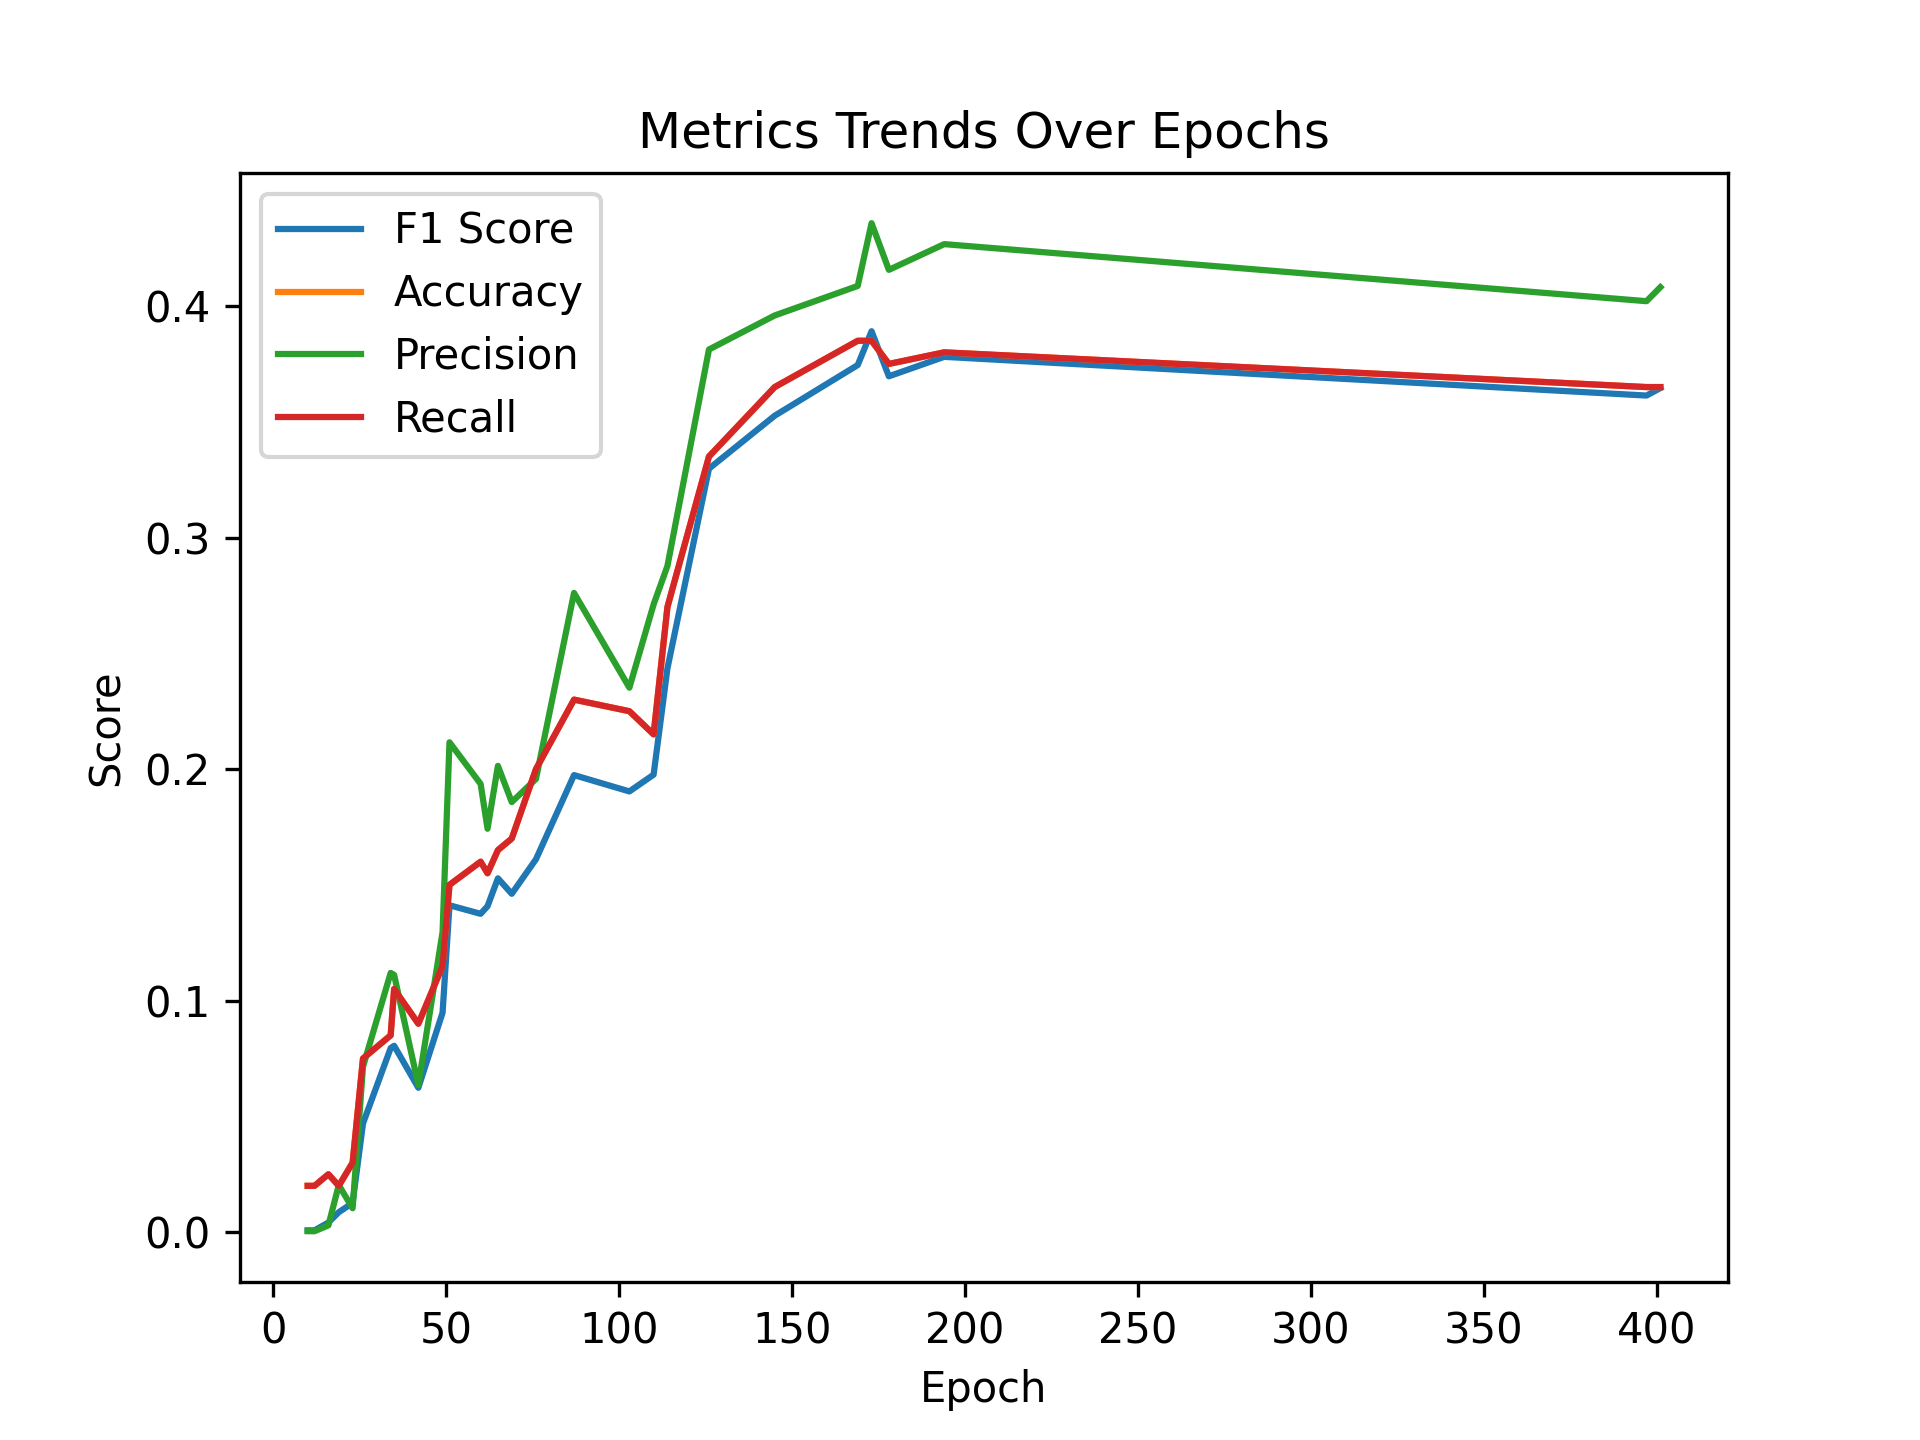 Metrics Trends Over Epochs
F1 Score
Accuracy
Precision
Recall
0.4
0.3
0.2
0.1
0.0
Score
0 50 100 150 200 250 300 350 400
Epoch